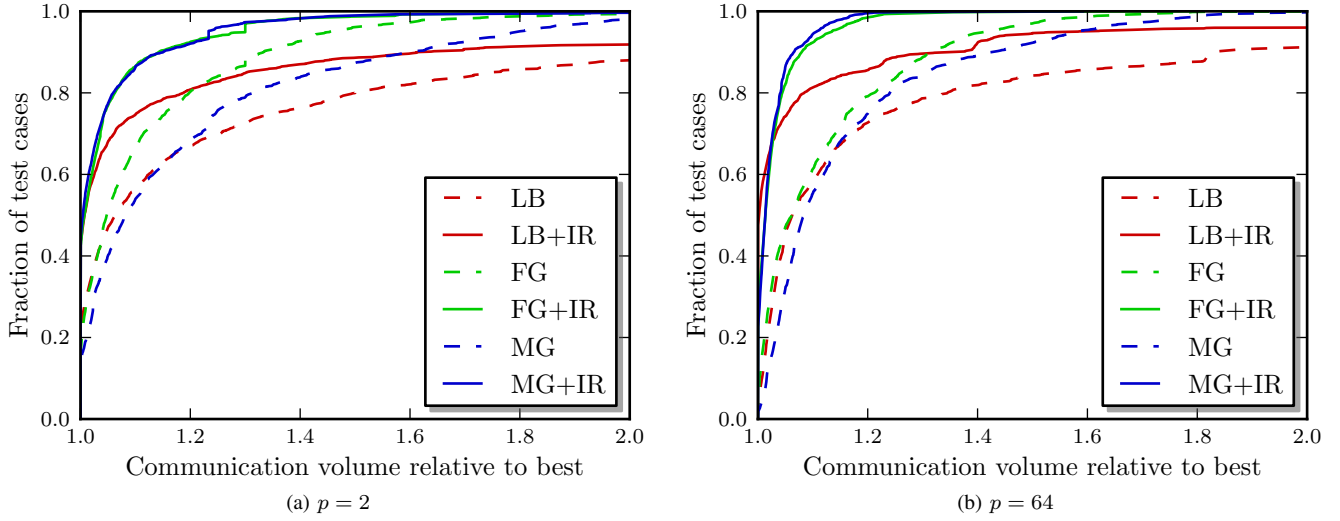 1.0
0.8
0.6
0.4
0.2
0.0
Fraction of test cases
1.0 1.2 1.4 1.6 1.8 2.0
Communication volume relative to best
LB
LB+IR
FG
FG+IR
MG
MG+IR
(a) p = 2
1.0
0.8
0.6
0.4
0.2
0.0
Fraction of test cases
1.0 1.2 1.4 1.6 1.8 2.0
Communication volume relative to best
LB
LB+IR
FG
FG+IR
MG
MG+IR
(b) p = 64